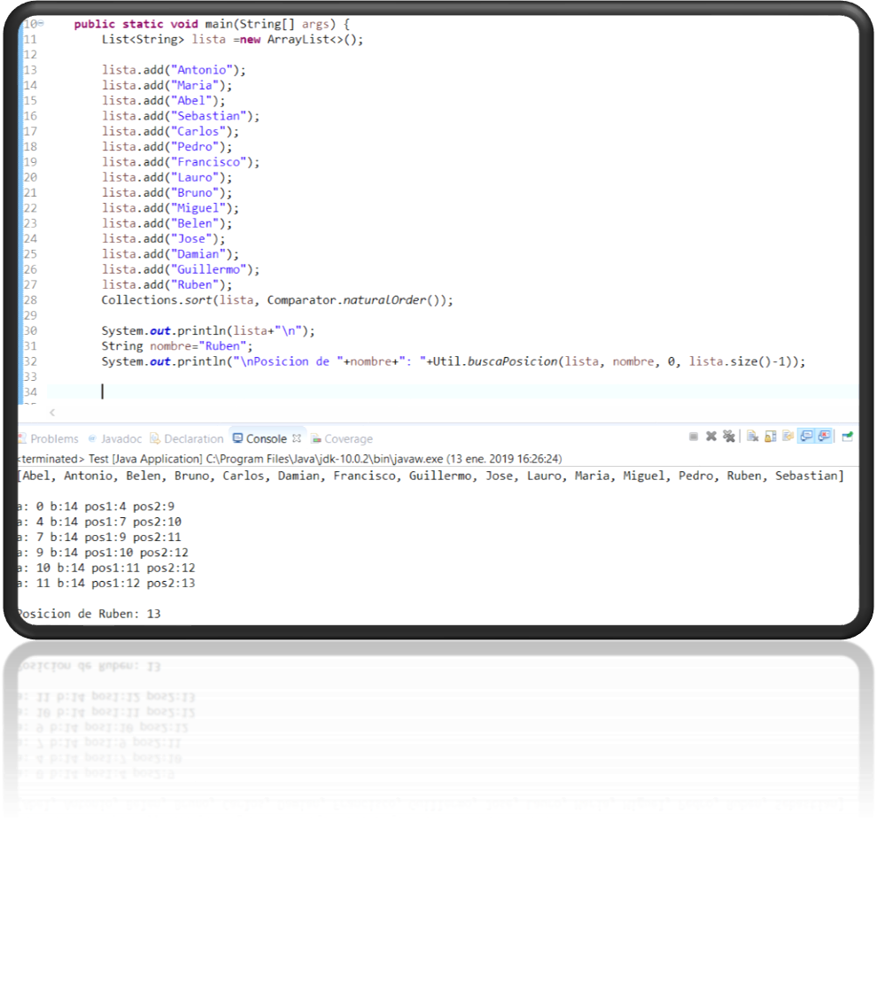 10 public static void main(String[] args) {
11 List<String> lista =new ArrayList<>();
12
13 lista.add("Antonio");
14 lista.add("Maria");
15 lista.add("Abel");
16 lista.add("Sebastian");
17 lista.add("Carlos");
18 lista.add("Pedro");
19 lista.add("Francisco");
20 lista.add("Lauro");
21 lista.add("Bruno");
22 lista.add("Miguel");
23 lista.add("Belen");
24 lista.add("Jose");
25 lista.add("Damian");
26 lista.add("Guillermo");
27 lista.add("Ruben");
28 Collections.sort(lista, Comparator.naturalOrder());
29
30 System.out.println(lista+"\n");
31 String nombre="Ruben";
32 System.out.println("\nPosicion de "+nombre+": "+Util.buscaPosicion(lista, nombre, 0, lista.size()-1));
33
34
Problems Javadoc Declaration Console Coverage
<terminated> Test [Java Application] C:\Program Files\Java\jdk-10.0.2\bin\javaw.exe (13 ene. 2019 16:26:24)
[Abel, Antonio, Belen, Bruno, Carlos, Damian, Francisco, Guillermo, Jose, Lauro, Maria, Miguel, Pedro, Ruben, Sebastian]
a: 0 b:14 pos1:4 pos2:9
a: 4 b:14 pos1:7 pos2:10
a: 7 b:14 pos1:9 pos2:11
a: 9 b:14 pos1:10 pos2:12
a: 10 b:14 pos1:11 pos2:12
a: 11 b:14 pos1:12 pos2:13
Posicion de Ruben: 13